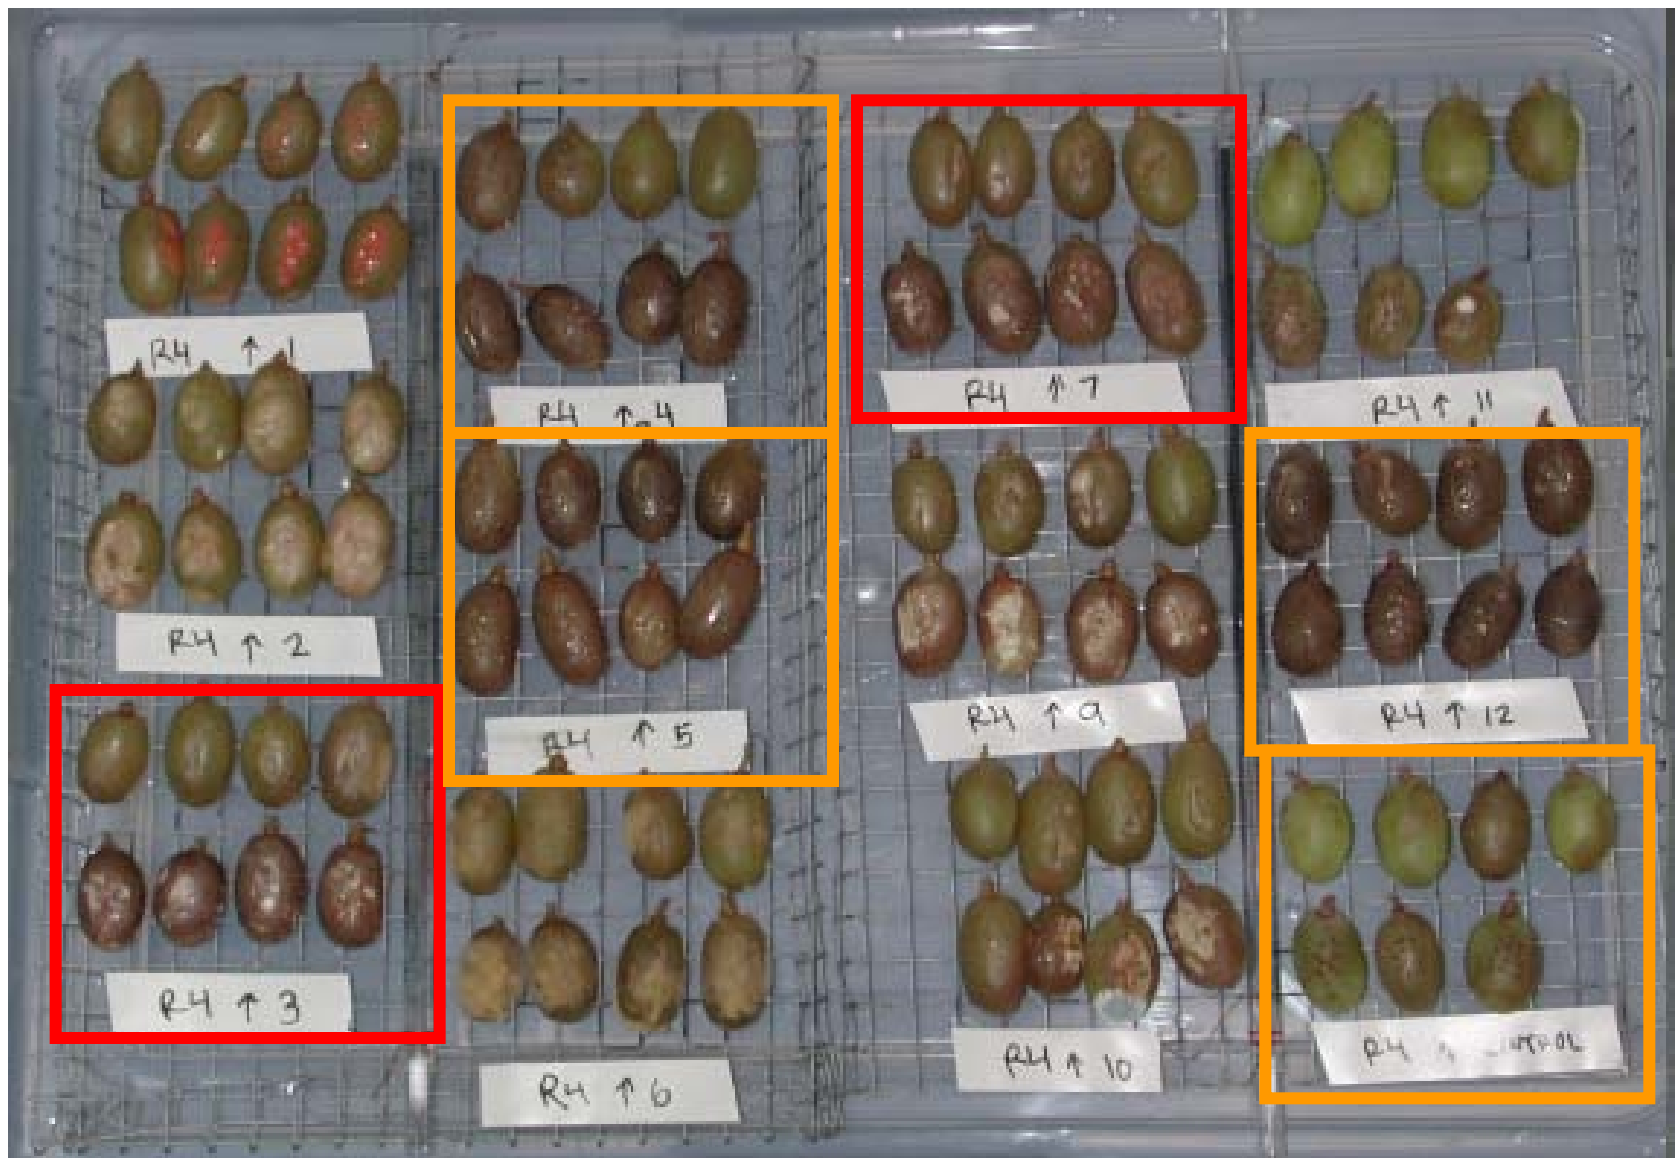 R4 ↑ 1
R4 ↑ 2
R4 ↑ 3
R4 ↑ 4
R4 ↑ 5
R4 ↑ 6
R4 ↑ 7
R4 ↑ 9
R4 ↑ 10
R4 ↑ 11
R4 ↑ 12
R4 ↑ CONTROL